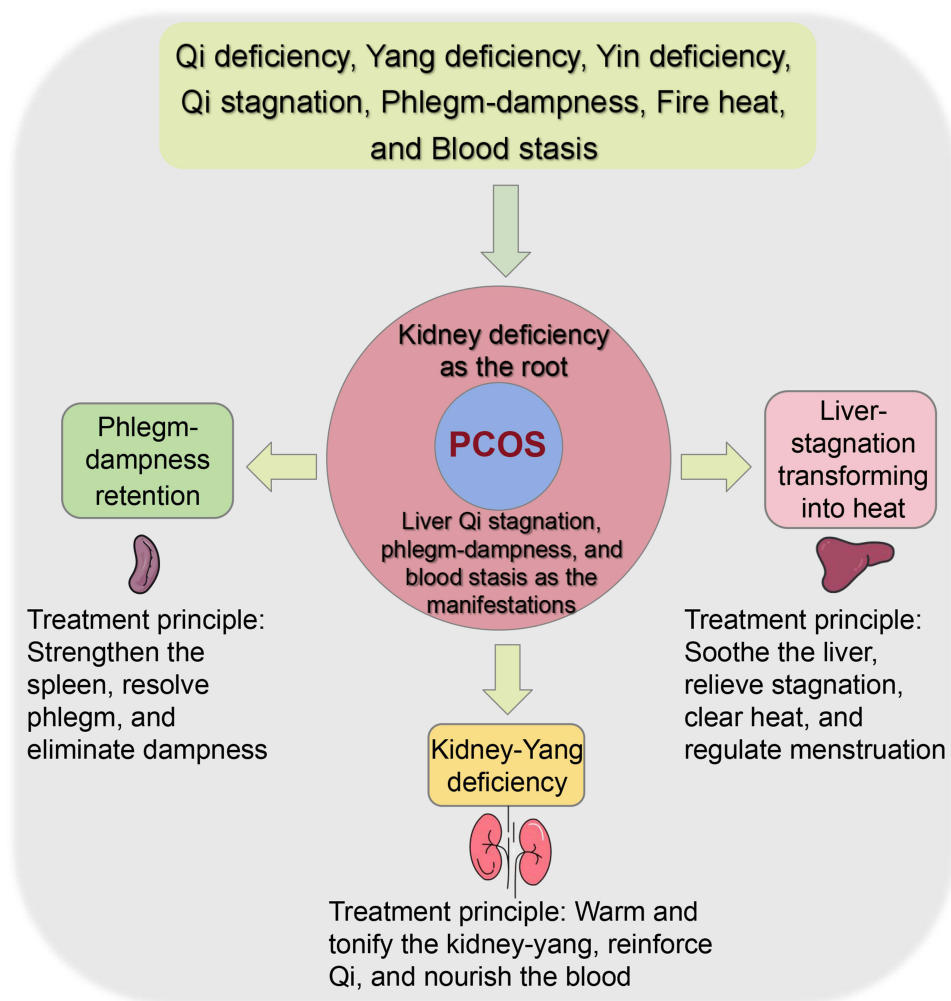 Qi deficiency, Yang deficiency, Yin deficiency,
Qi stagnation, Phlegm-dampness, Fire heat,
and Blood stasis
Kidney deficiency
as the root
PCOS
Liver Qi stagnation,
phlegm-dampness, and
blood stasis as the
manifestations
Phlegm-
dampness
retention
Treatment principle:
Strengthen the
spleen, resolve
phlegm, and
eliminate dampness
Liver-
stagnation
transforming
into heat
Treatment principle:
Soothe the liver,
relieve stagnation,
clear heat, and
regulate menstruation
Kidney-Yang
deficiency
Treatment principle: Warm and
tonify the kidney-yang, reinforce
Qi, and nourish the blood